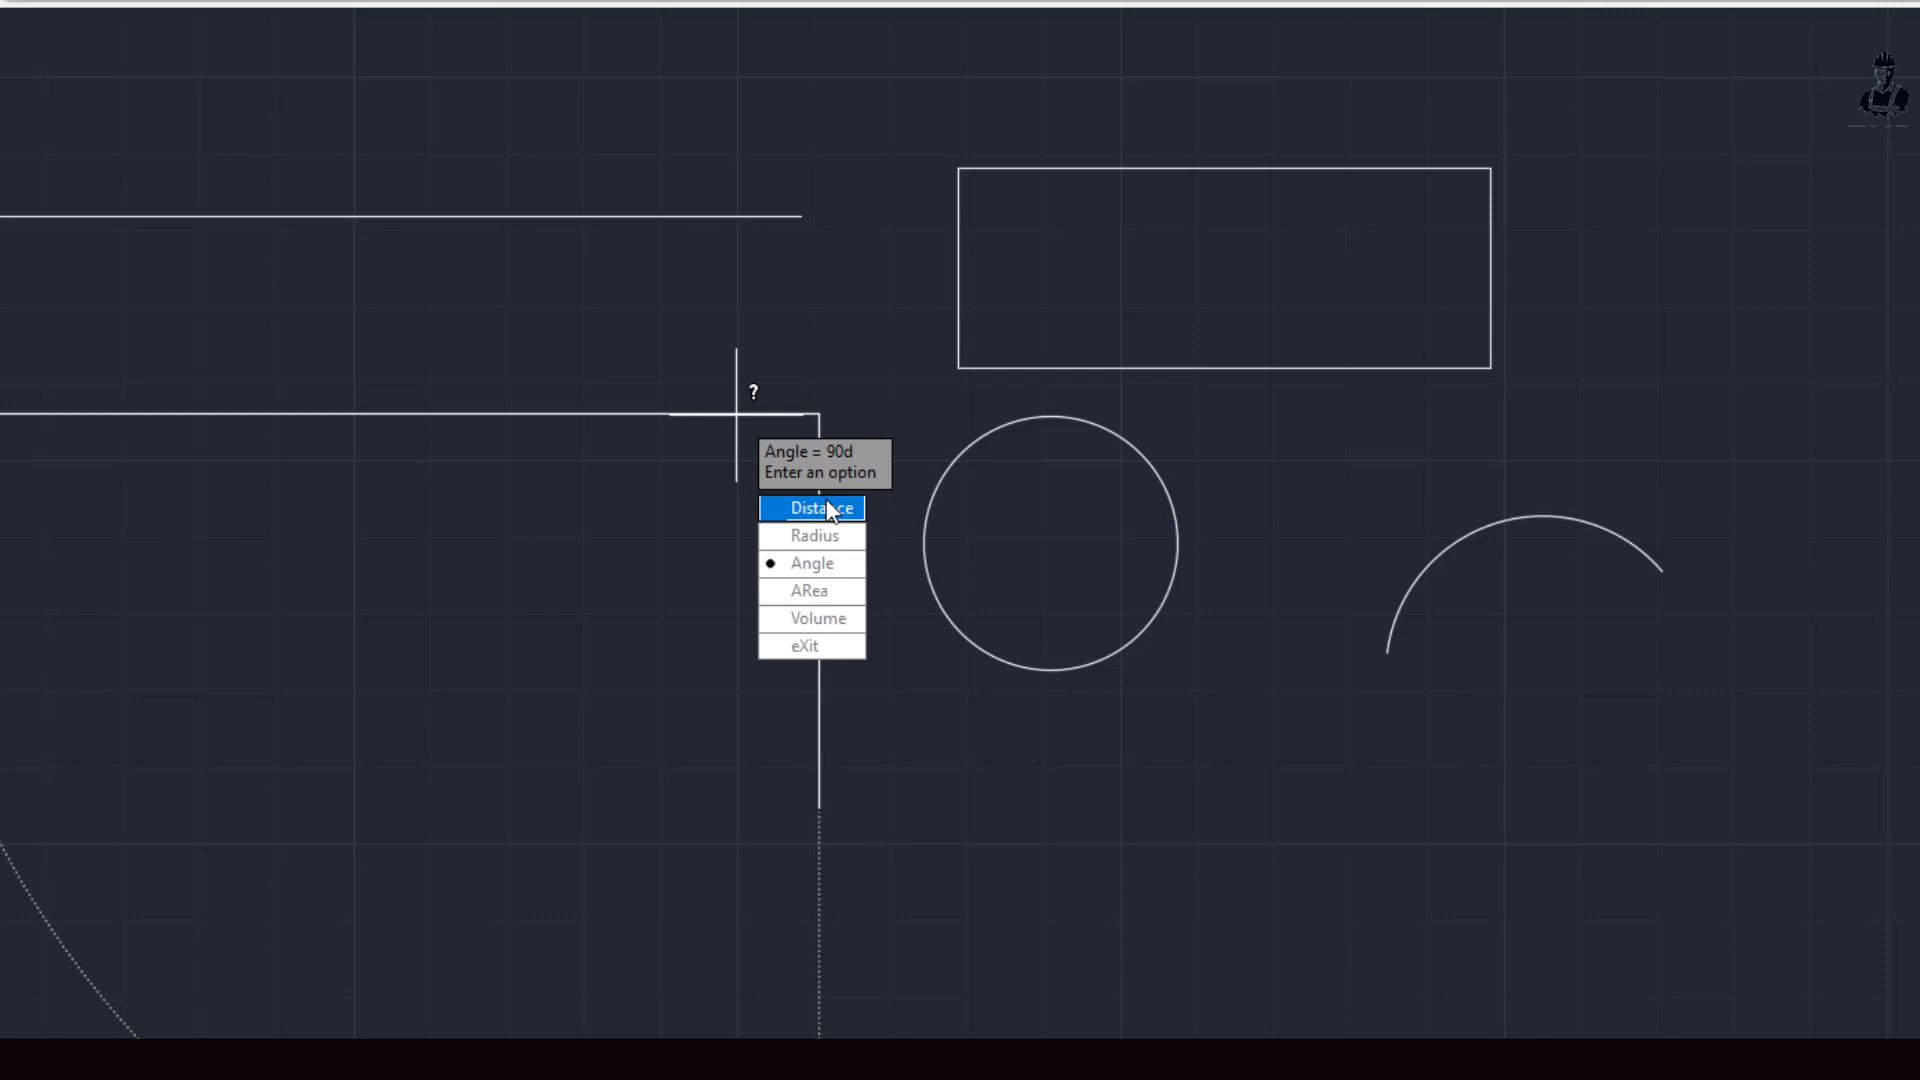 ?
Angle = 90d
Enter an option
Distance
Radius
Angle
ARea
Volume
eXit